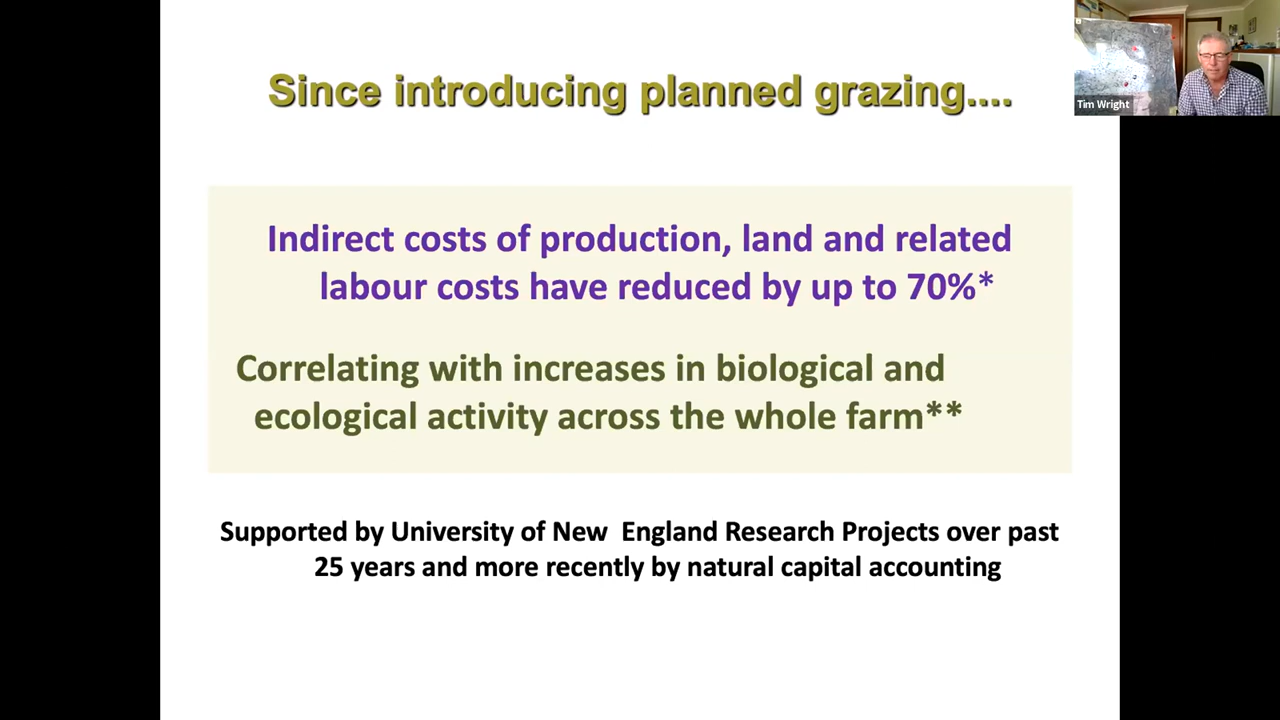 Since introducing planned grazing....
Tim Wright
Indirect costs of production, land and related
labour costs have reduced by up to 70%*
Correlating with increases in biological and
ecological activity across the whole farm**
Supported by University of New England Research Projects over past
25 years and more recently by natural capital accounting